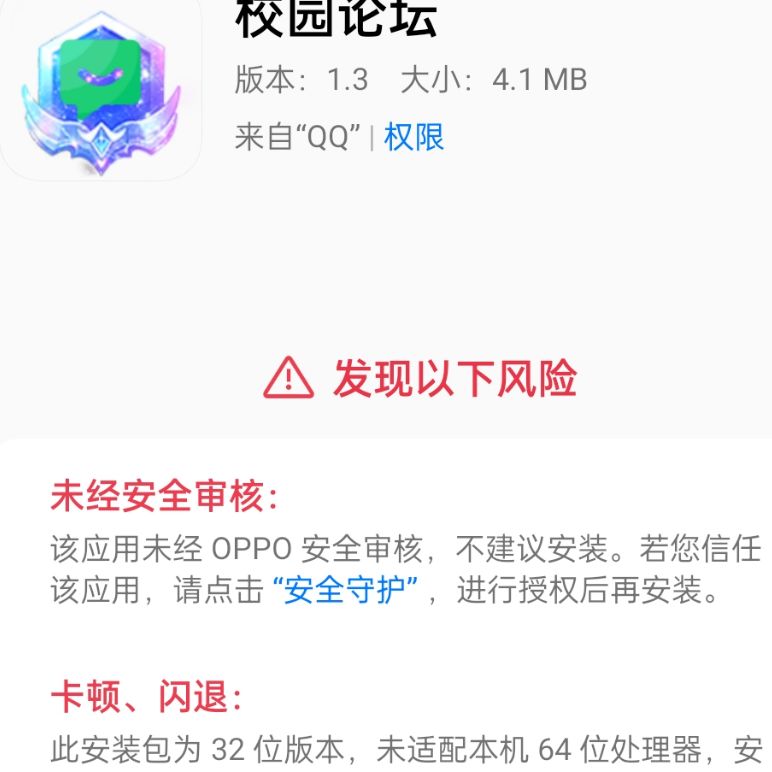 校园论坛
版本：1.3 大小：4.1 MB
来自“QQ” | 权限
发现以下风险
未经安全审核：
该应用未经 OPPO 安全审核，不建议安装。若您信任
该应用，请点击 “安全守护” ，进行授权后再安装。
卡顿、闪退：
此安装包为 32 位版本，未适配本机 64 位处理器，安